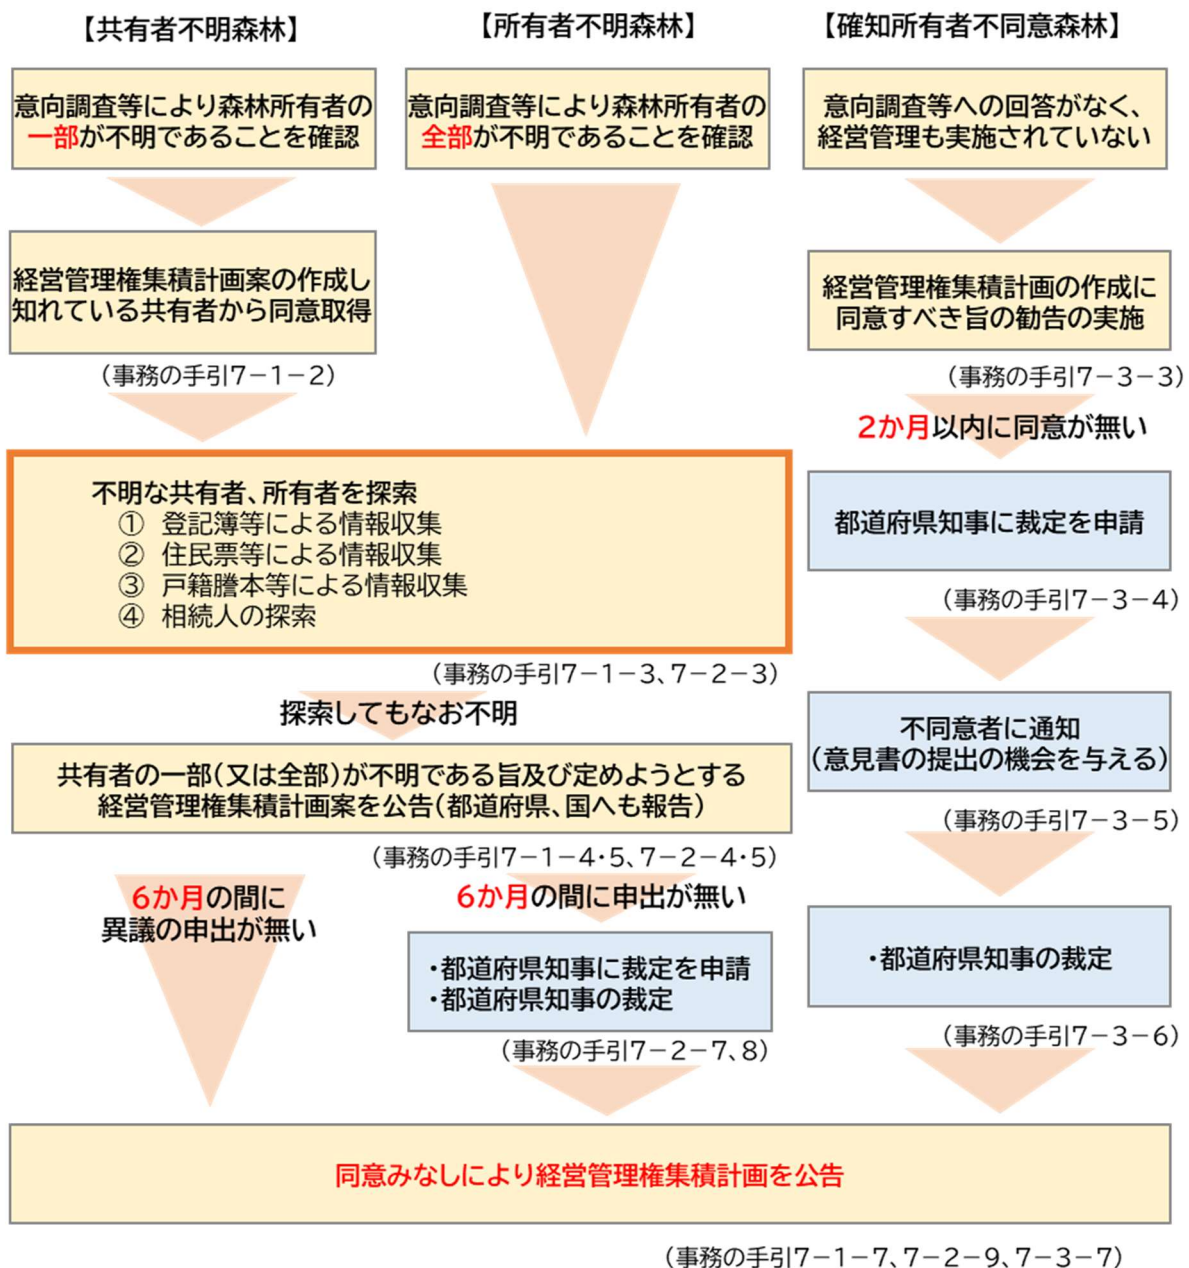 【共有者不明森林】
【所有者不明森林】
【確知所有者不同意森林】
意向調査等により森林所有者の
一部が不明であることを確認
意向調査等により森林所有者の
全部が不明であることを確認
意向調査等への回答がなく、
経営管理も実施されていない
経営管理権集積計画案の作成し
知れている共有者から同意取得
（事務の手引7－1－2）
経営管理権集積計画の作成に
同意すべき旨の勧告の実施
（事務の手引7－3－3）
2か月以内に同意が無い
不明な共有者、所有者を探索
① 登記簿等による情報収集
② 住民票等による情報収集
③ 戸籍謄本等による情報収集
④ 相続人の探索
（事務の手引7－1－3、7－2－3）
都道府県知事に裁定を申請
（事務の手引7－3－4）
探索してもなお不明
共有者の一部（又は全部）が不明である旨及び定めようとする
経営管理権集積計画案を公告（都道府県、国へも報告）
（事務の手引7－1－4・5、7－2－4・5）
不同意者に通知
（意見書の提出の機会を与える）
（事務の手引7－3－5）
6か月の間に
異議の申出が無い
6か月の間に申出が無い
・都道府県知事に裁定を申請
・都道府県知事の裁定
（事務の手引7－2－7、8）
・都道府県知事の裁定
（事務の手引7－3－6）
同意みなしにより経営管理権集積計画を公告
（事務の手引7－1－7、7－2－9、7－3－7）